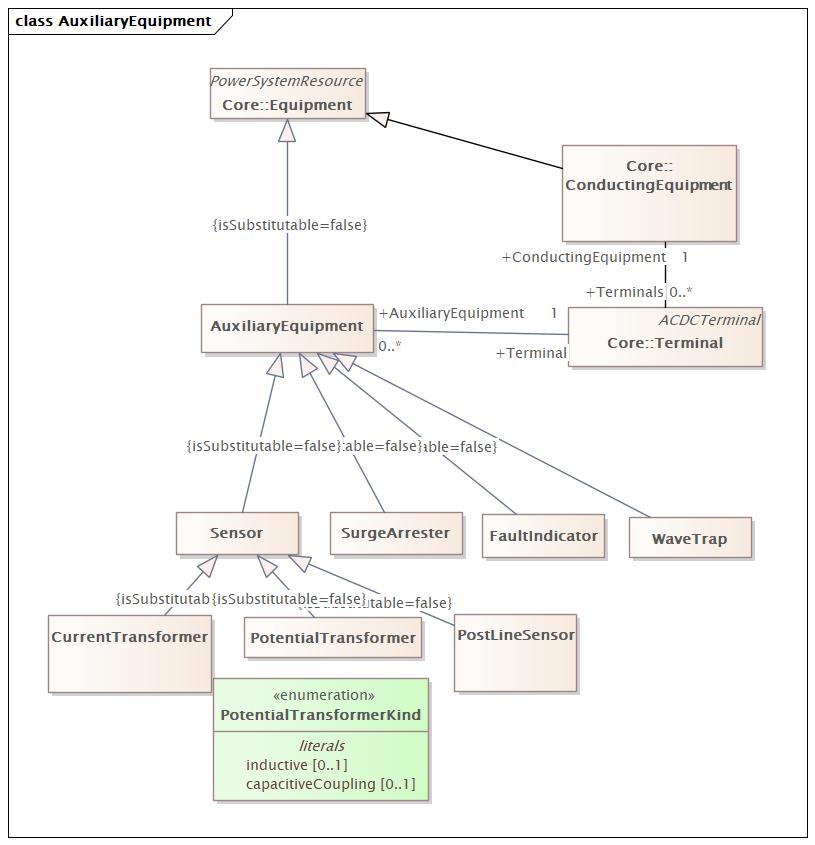 class AuxiliaryEquipment
PowerSystemResource
Core::Equipment
Core::
ConductingEquipment
{isSubstitutable=false}
+ConductingEquipment 1
+Terminals 0..*
+AuxiliaryEquipment 1
AuxiliaryEquipment
0..*
+Terminal
ACDCTerminal
Core::Terminal
{isSubstitutable=false} :able=false} able=false}
Sensor
SurgeArrester
FaultIndicator
WaveTrap
{isSubstitutab {isSubstitutable=false} table=false}
CurrentTransformer
PotentialTransformer
PostLineSensor
«enumeration»
PotentialTransformerKind
literals
inductive [0..1]
capacitiveCoupling [0..1]